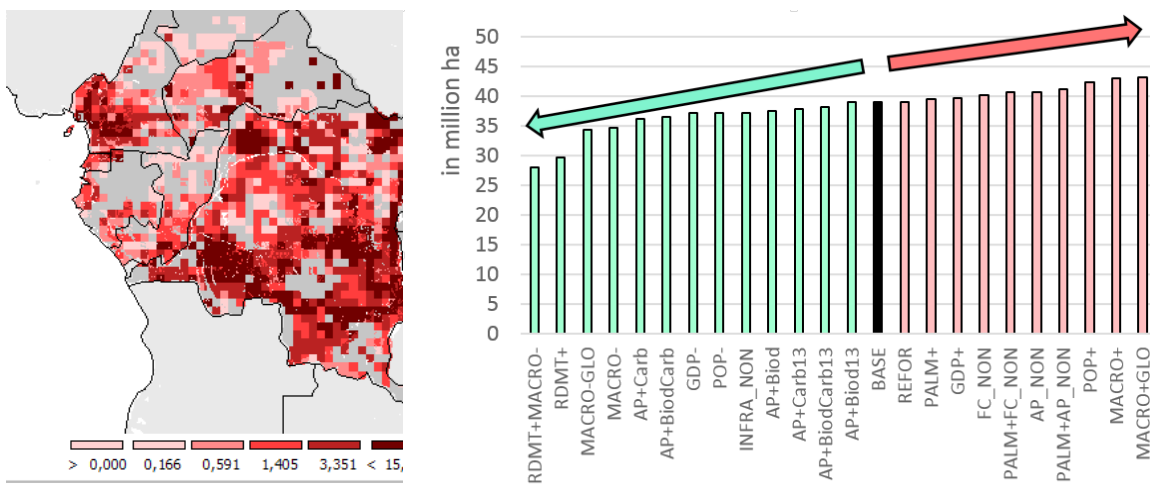 > 0,000 0,166 0,591 1,405 3,351 < 15,
in million ha
50
45
40
35
30
25
20
15
10
5
0
RDMT+MACRO-
RDMT+
MACRO-GLO
MACRO-
AP+Carb
AP+BiodCarb
GDP-
POP-
INFRA_NON
AP+Biod
AP+Carb13
AP+BiodCarb13
AP+Biod13
BASE
REFOR
PALM+
GDP+
FC_NON
PALM+FC_NON
AP_NON
PALM+AP_NON
POP+
MACRO+
MACRO+GLO